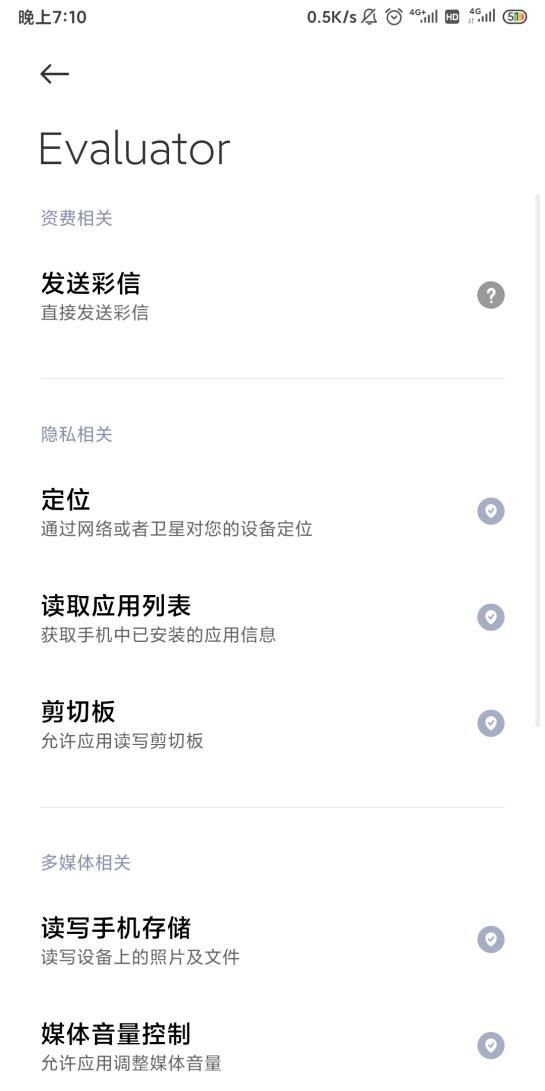 晚上7:10
0.5K/s 4G+ HD 4G
Evaluator
资费相关
发送彩信
直接发送彩信
?
隐私相关
定位
通过网络或者卫星对您的设备定位
读取应用列表
获取手机中已安装的应用信息
剪切板
允许应用读写剪切板
多媒体相关
读写手机存储
读写设备上的照片及文件
媒体音量控制
允许应用调整媒体音量